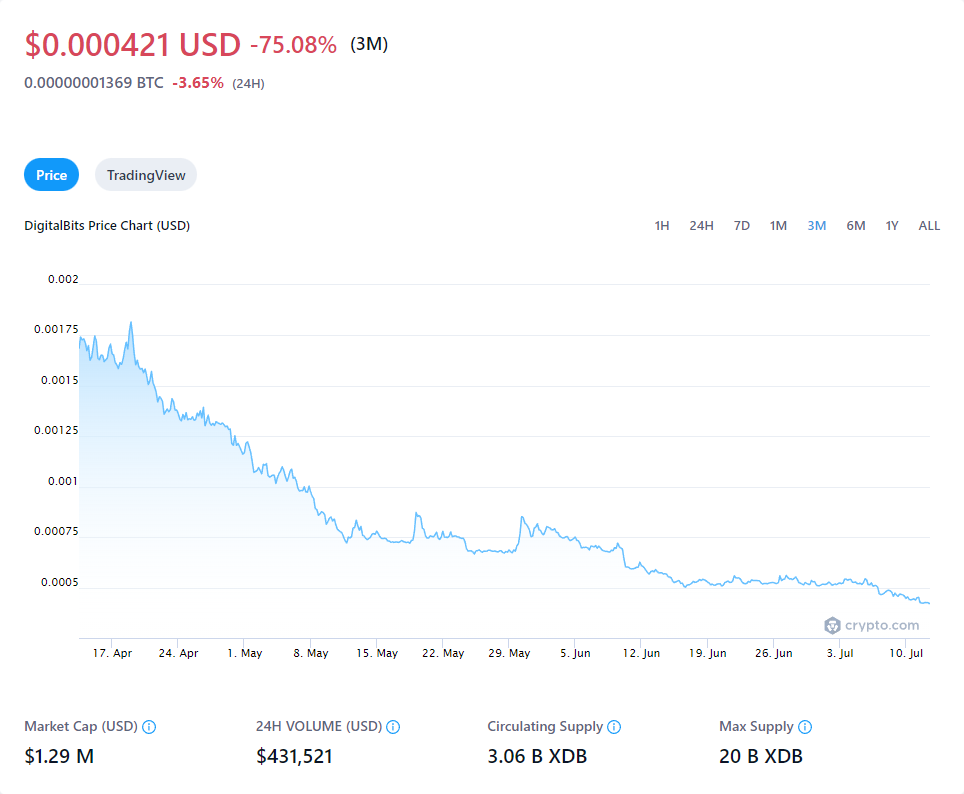 $0.000421 USD -75.08% (3M)
0.00000001369 BTC -3.65% (24H)
Price TradingView
DigitalBits Price Chart (USD) 1H 24H 7D 1M 3M 6M 1Y ALL
0.002
0.00175
0.0015
0.00125
0.001
0.00075
0.0005
crypto.com
17. Apr 24. Apr 1. May 8. May 15. May 22. May 29. May 5. Jun 12. Jun 19. Jun 26. Jun 3. Jul 10. Jul
Market Cap (USD) 24H VOLUME (USD) Circulating Supply Max Supply
$1.29 M $431,521 3.06 B XDB 20 B XDB